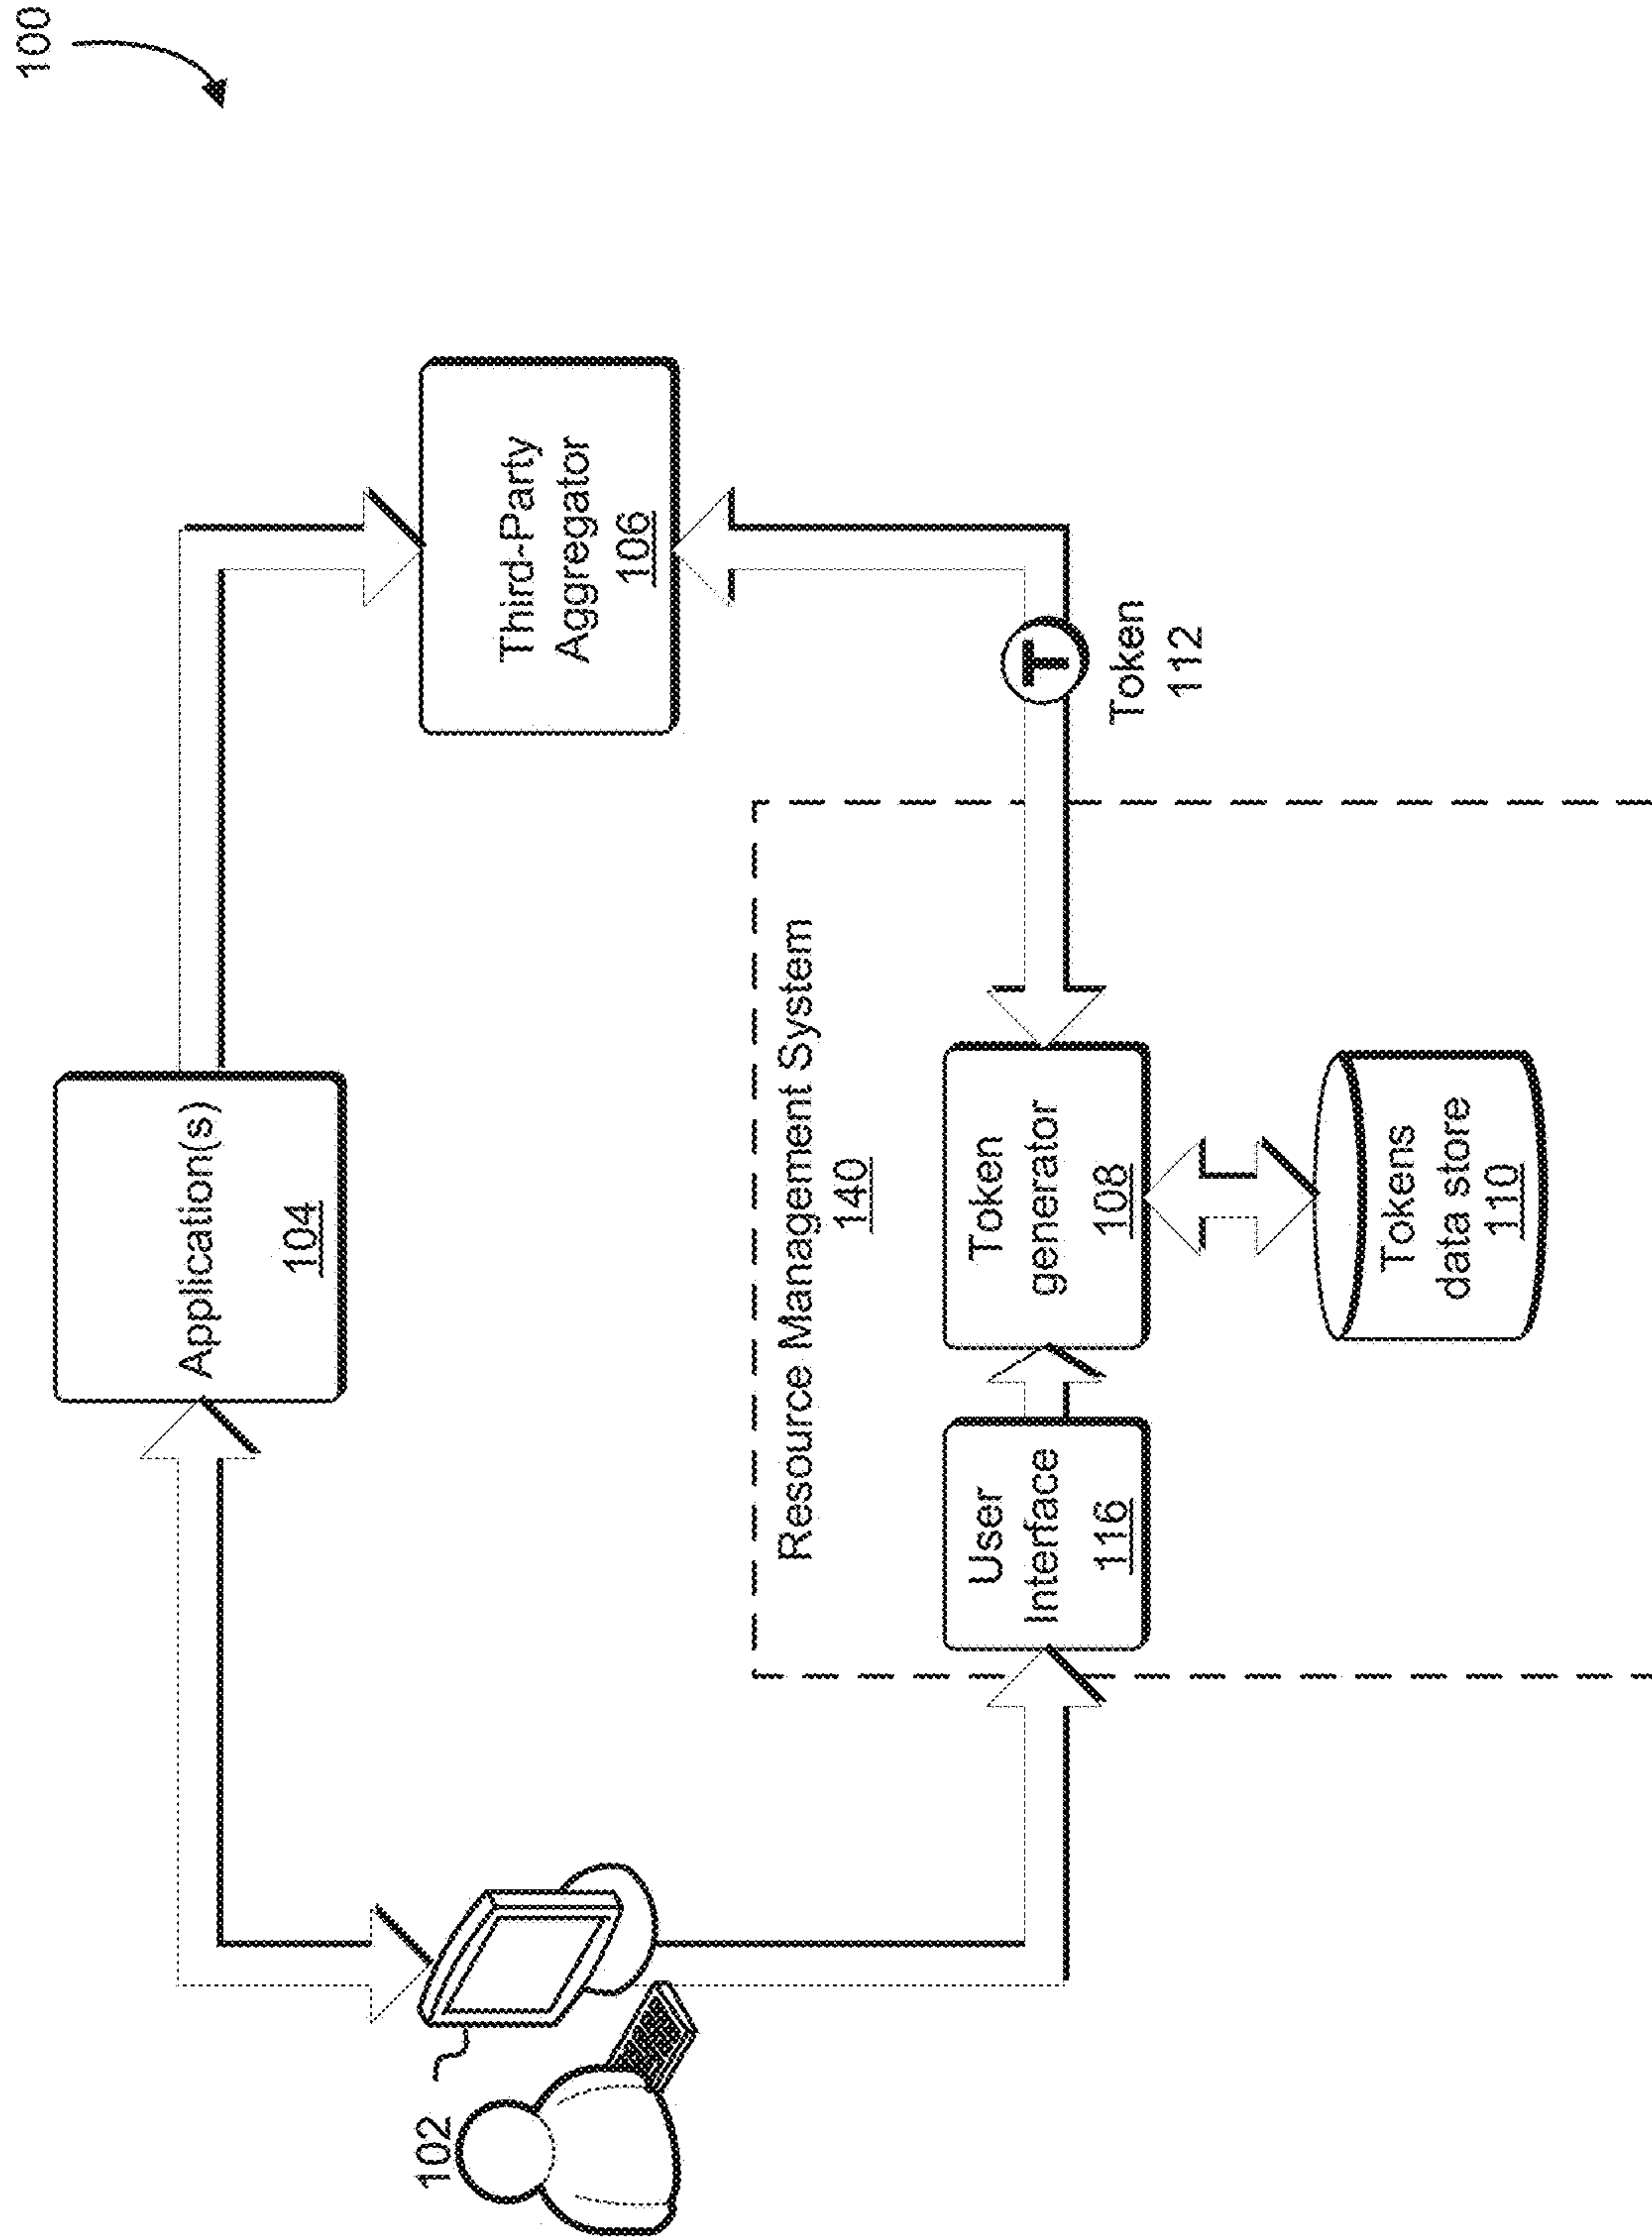 100
Application(s)
104
Third-Party
Aggregator
106
102
Resource Management System
140
User
Interface
116
Token
generator
108
T
Token
112
Tokens
data store
110